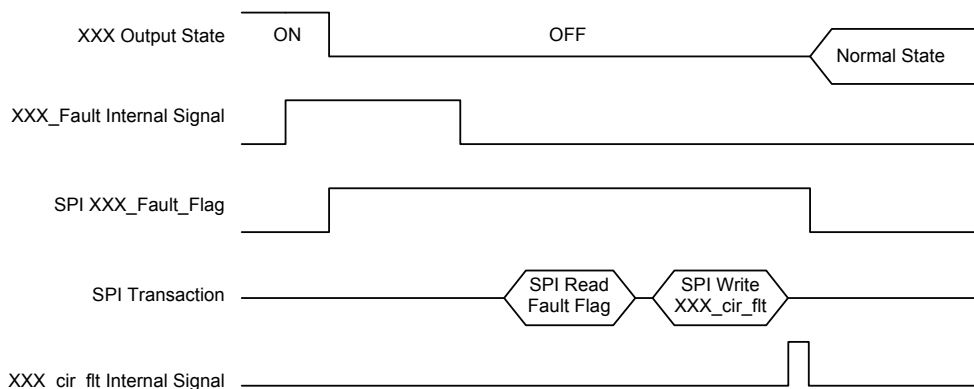 XXX Output State
ON
OFF
Normal State
XXX_Fault Internal Signal
SPI XXX_Fault_Flag
SPI Transaction
SPI Read
Fault Flag
SPI Write
XXX_cir_flt
XXX_cir_flt Internal Signal